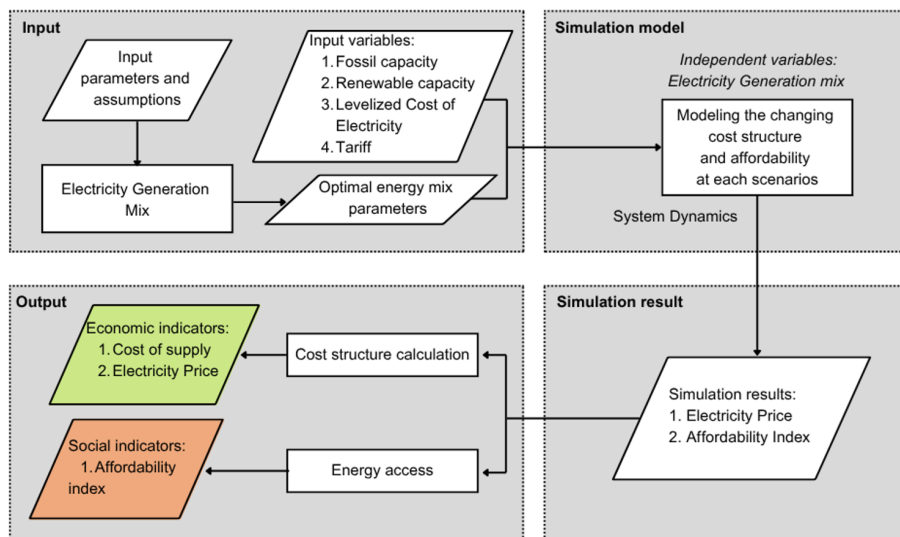 Input
Input
parameters and
assumptions
Electricity Generation
Mix
Input variables:
1. Fossil capacity
2. Renewable capacity
3. Levelized Cost of
Electricity
4. Tariff
Optimal energy mix
parameters
Simulation model
Independent variables:
Electricity Generation mix
Modeling the changing
cost structure
and affordability
at each scenarios
System Dynamics
Output
Economic indicators:
1. Cost of supply
2. Electricity Price
Cost structure calculation
Social indicators:
1. Affordability
index
Energy access
Simulation result
Simulation results:
1. Electricity Price
2. Affordability Index